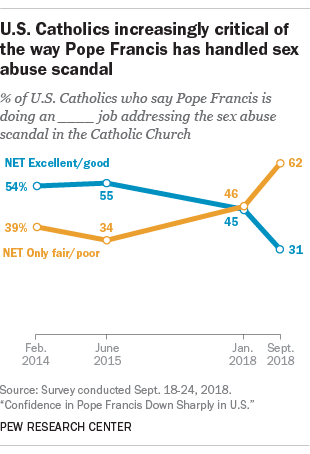 U.S. Catholics increasingly critical of
the way Pope Francis has handled sex
abuse scandal
% of U.S. Catholics who say Pope Francis is
doing an ____ job addressing the sex abuse
scandal in the Catholic Church
NET Excellent/good
62
54%
55
46
39%
34
45
31
NET Only fair/poor
Feb. 2014
June 2015
Jan. 2018
Sept. 2018
Source: Survey conducted Sept. 18-24, 2018.
“Confidence in Pope Francis Down Sharply in U.S.”
PEW RESEARCH CENTER